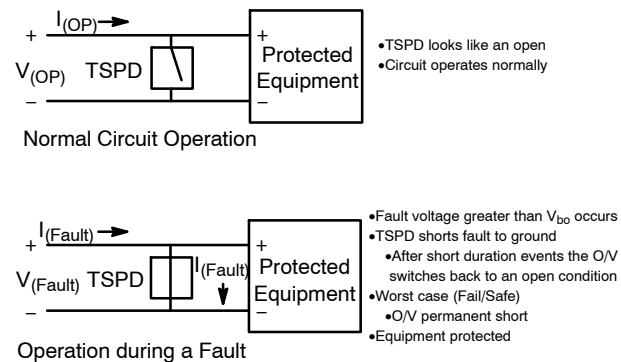 I(OP)
+ +
V(OP) TSPD Protected
Equipment
− −
•TSPD looks like an open
•Circuit operates normally
Normal Circuit Operation
I(Fault)
+ +
V(Fault) TSPD I(Fault) Protected
Equipment
− −
•Fault voltage greater than Vbo occurs
•TSPD shorts fault to ground
•After short duration events the O/V
switches back to an open condition
•Worst case (Fail/Safe)
•O/V permanent short
•Equipment protected
Operation during a Fault